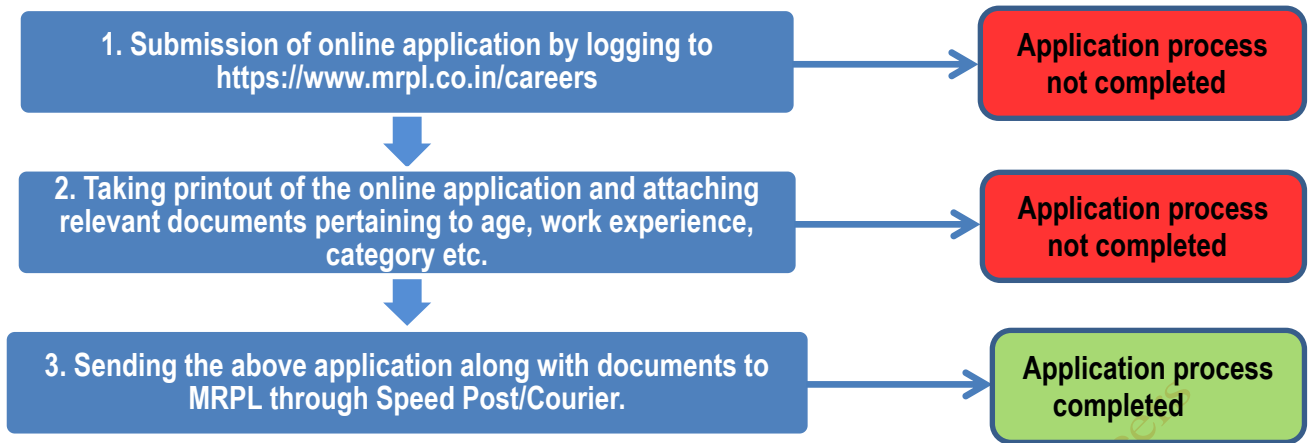 1. Submission of online application by logging to
https://www.mrpl.co.in/careers
Application process
not completed
2. Taking printout of the online application and attaching
relevant documents pertaining to age, work experience,
category etc.
Application process
not completed
3. Sending the above application along with documents to
MRPL through Speed Post/Courier.
Application process
completed